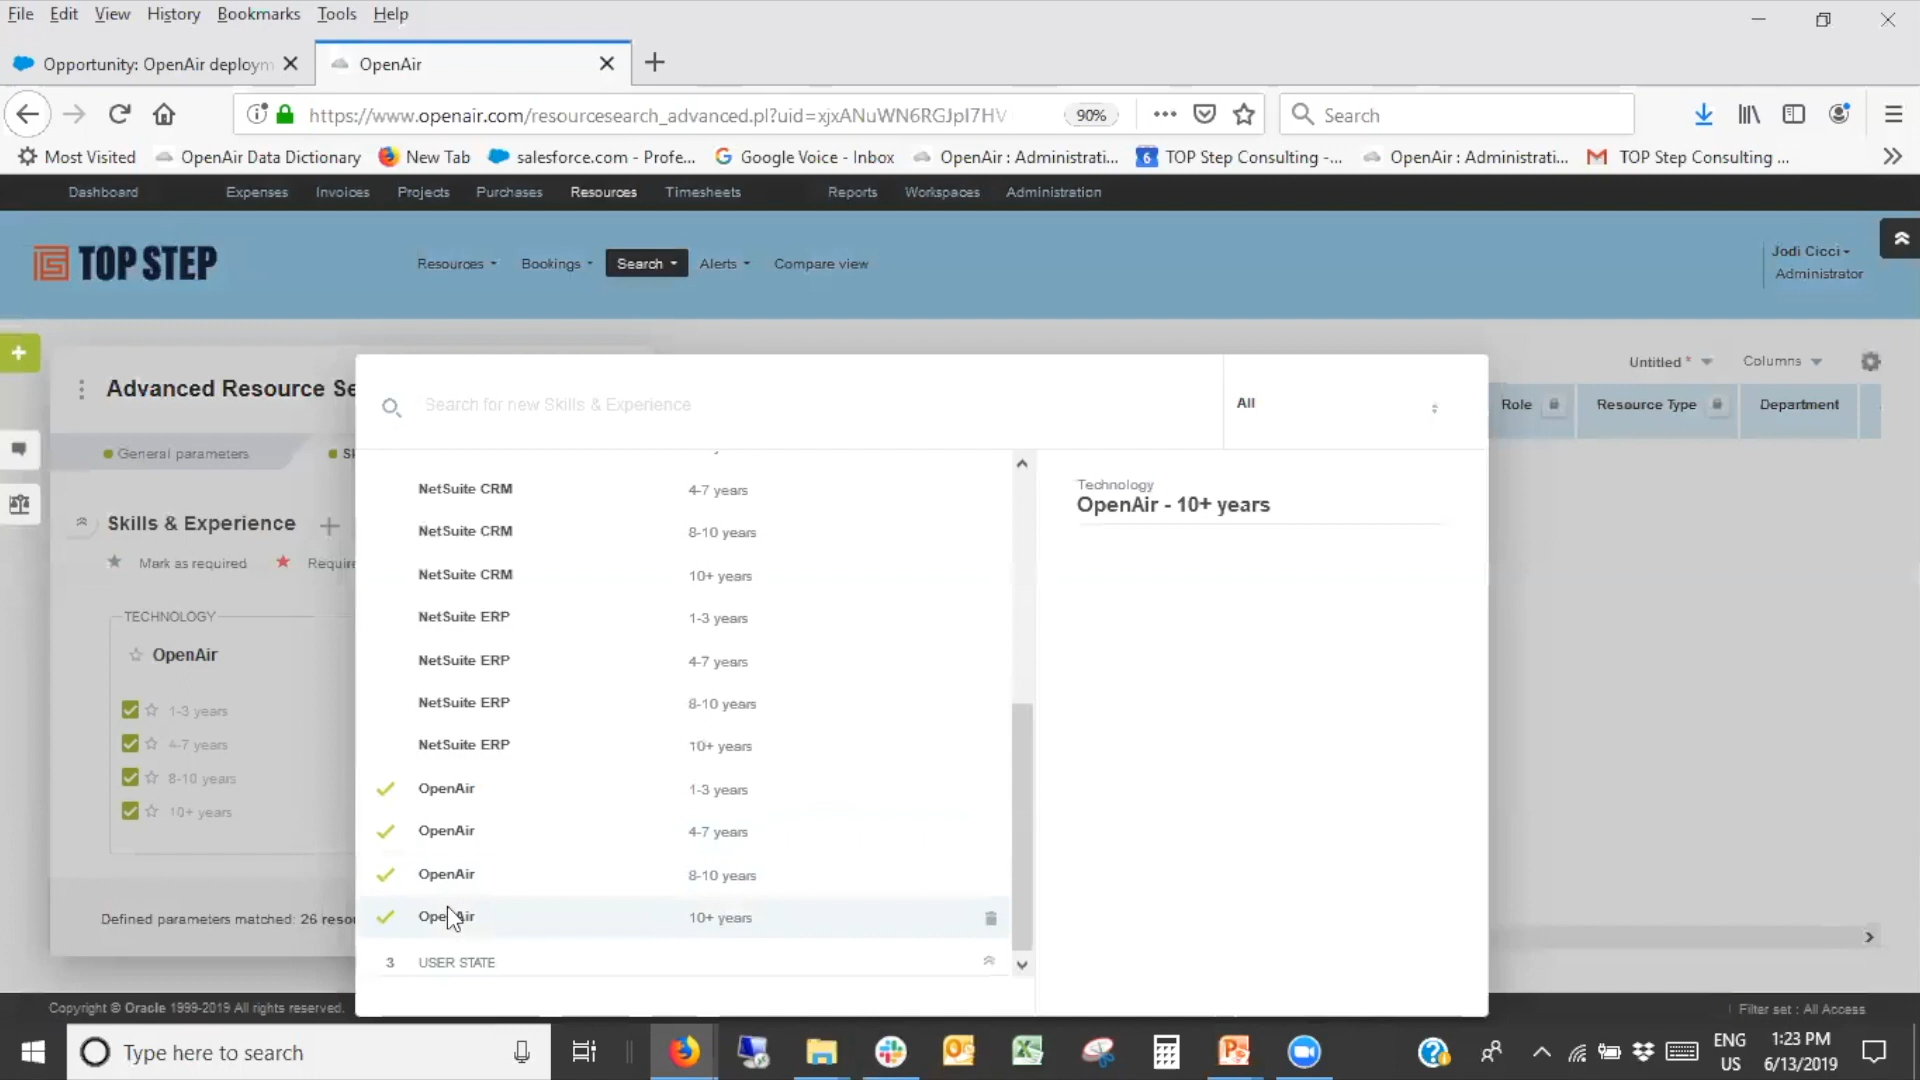 File Edit View History Bookmarks Tools Help
Opportunity: OpenAir deploym
OpenAir
https://www.openair.com/resourcesearch_advanced.pl?uid=xjxANuWN6RGJpI7HV
90%
Search
Most Visited OpenAir Data Dictionary New Tab salesforce.com - Profe... Google Voice - Inbox OpenAir : Administrati... 6 TOP Step Consulting -... OpenAir : Administrati... TOP Step Consulting ...
Dashboard Expenses Invoices Projects Purchases Resources Timesheets Reports Workspaces Administration
TOP STEP
Resources Bookings Search Alerts Compare view
Jodi Cicci
Administrator
Untitled * Columns
Advanced Resource Se
Search for new Skills & Experience
All
Role Resource Type Department
General parameters
Sk
Skills & Experience
Mark as required Require
TECHNOLOGY
OpenAir
1-3 years
4-7 years
8-10 years
10+ years
Defined parameters matched: 26 reso
NetSuite CRM 4-7 years
NetSuite CRM 8-10 years
NetSuite CRM 10+ years
NetSuite ERP 1-3 years
NetSuite ERP 4-7 years
NetSuite ERP 8-10 years
NetSuite ERP 10+ years
OpenAir 1-3 years
OpenAir 4-7 years
OpenAir 8-10 years
OpenAir 10+ years
3 USER STATE
Technology
OpenAir - 10+ years
Copyright © Oracle 1999-2019 All rights reserved.
Filter set : All Access
Type here to search
ENG
US
1:23 PM
6/13/2019